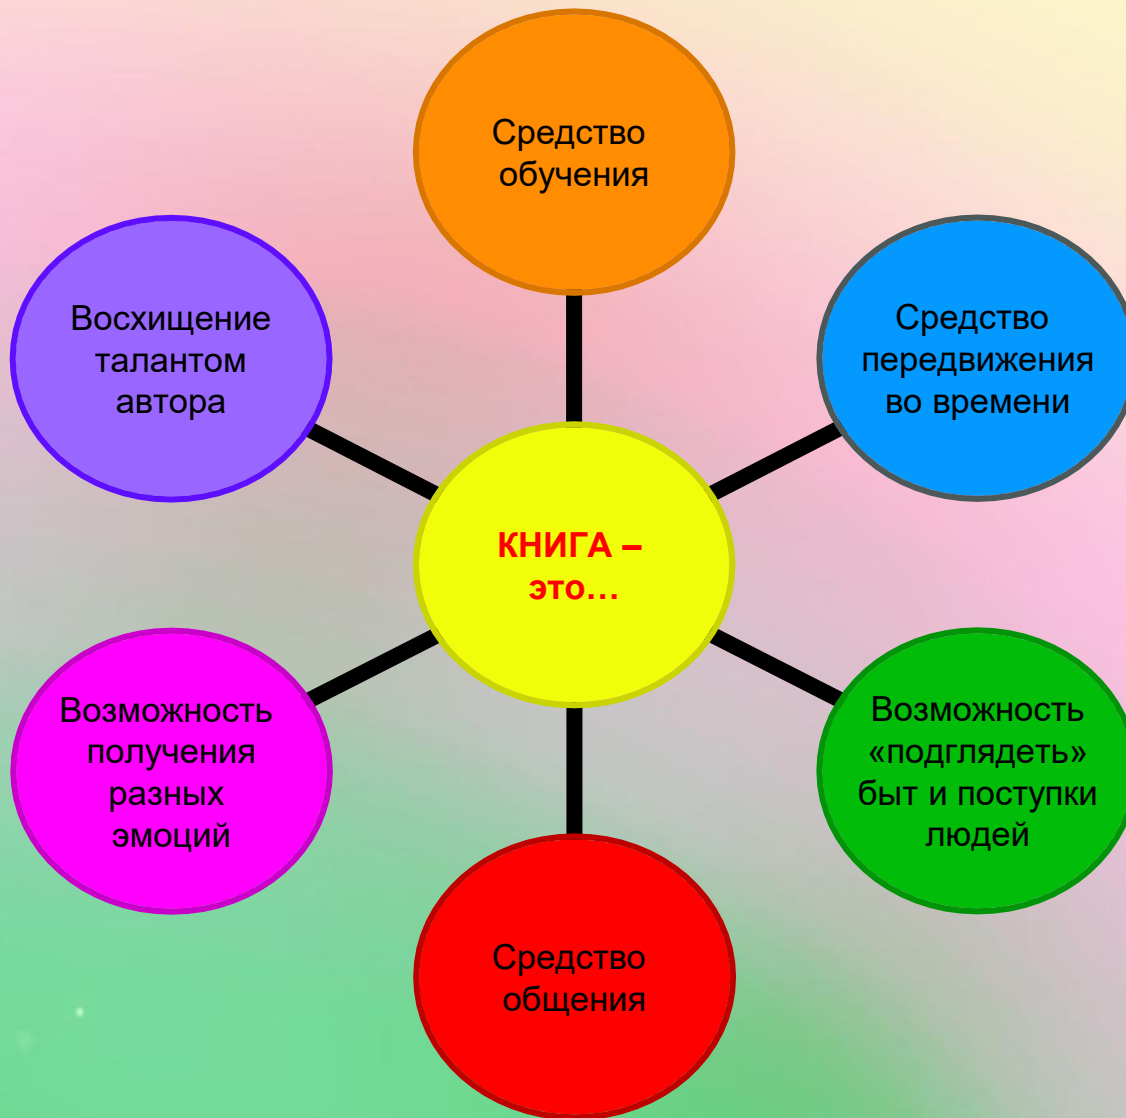 Средство
обучения
Восхищение
талантом
автора
Средство
передвижения
во времени
КНИГА –
это...
Возможность
получения
разных
эмоций
Возможность
«подглядеть»
быт и поступки
людей
Средство
общения